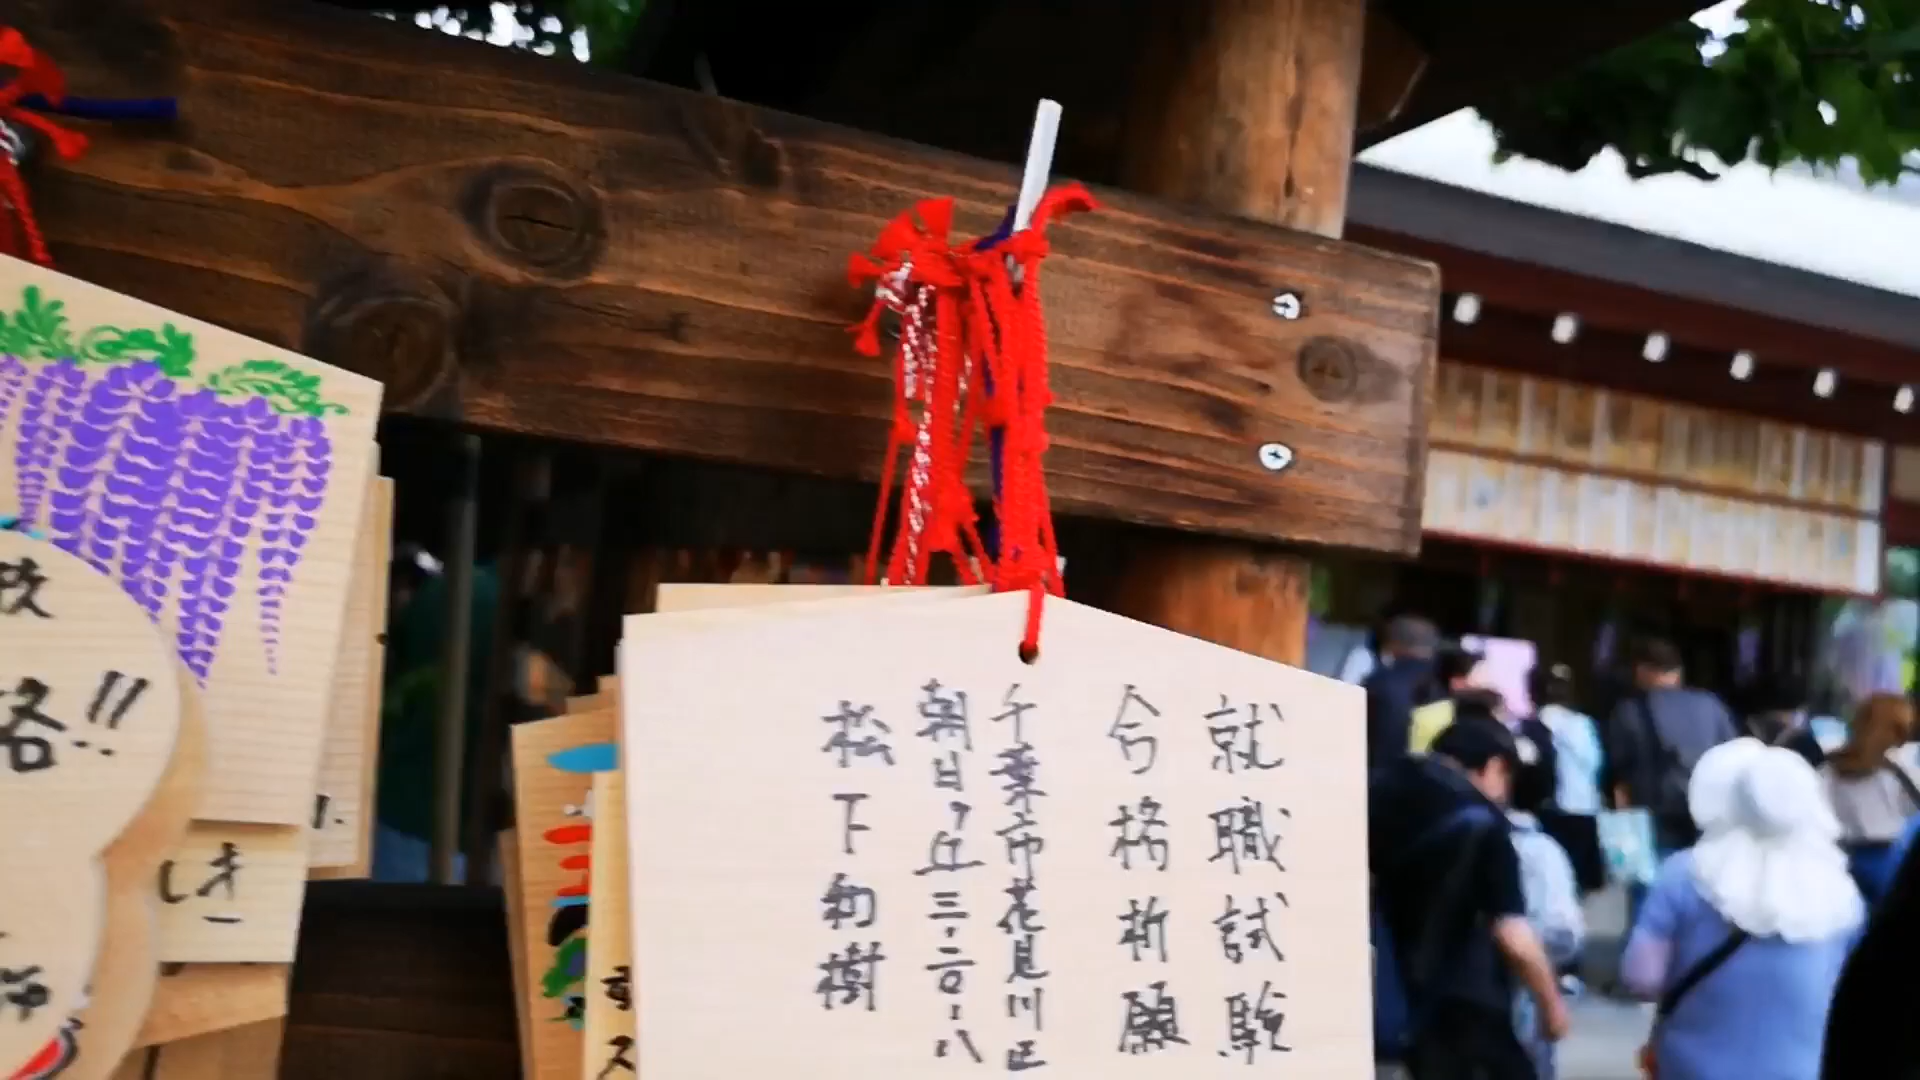 就職試験
合格祈願
千葉市花見川区
朝日ヶ丘三・二〇・八
松下和樹
格!!